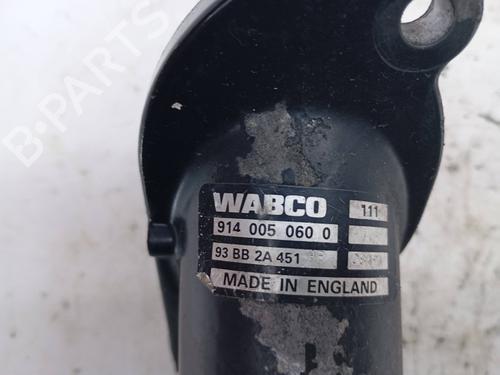 B-PARTS
WABCO 111
914 005 060 0
93 BB 2A 451
MADE IN ENGLAND